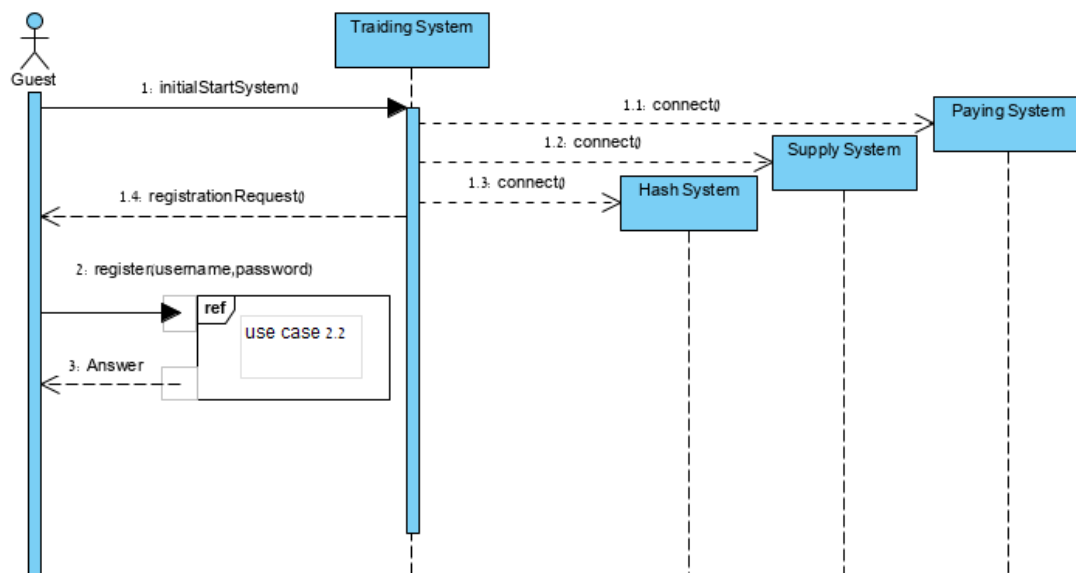 Traiding System
Guest
1: initialStartSystem()
1.1: connect()
Paying System
1.2: connect()
Supply System
1.3: connect()
Hash System
1.4: registrationRequest()
2: register(username,password)
ref
use case 2.2
3: Answer